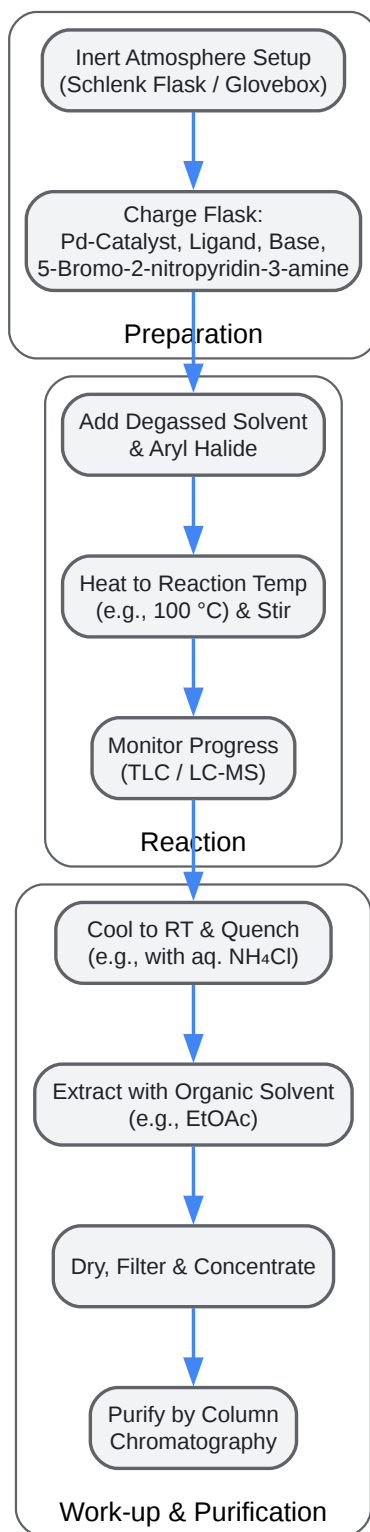 Inert Atmosphere Setup
(Schlenk Flask / Glovebox)
Charge Flask:
Pd-Catalyst, Ligand, Base,
5-Bromo-2-nitropyridin-3-amine
Preparation
Add Degassed Solvent
& Aryl Halide
Heat to Reaction Temp
(e.g., 100 °C) & Stir
Monitor Progress
(TLC / LC-MS)
Reaction
Cool to RT & Quench
(e.g., with aq. NH₄Cl)
Extract with Organic Solvent
(e.g., EtOAc)
Dry, Filter & Concentrate
Purify by Column
Chromatography
Work-up & Purification